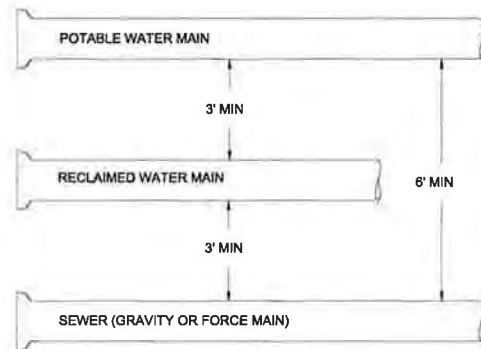 POTABLE WATER MAIN
3' MIN
RECLAIMED WATER MAIN
6' MIN
3' MIN
SEWER (GRAVITY OR FORCE MAIN)